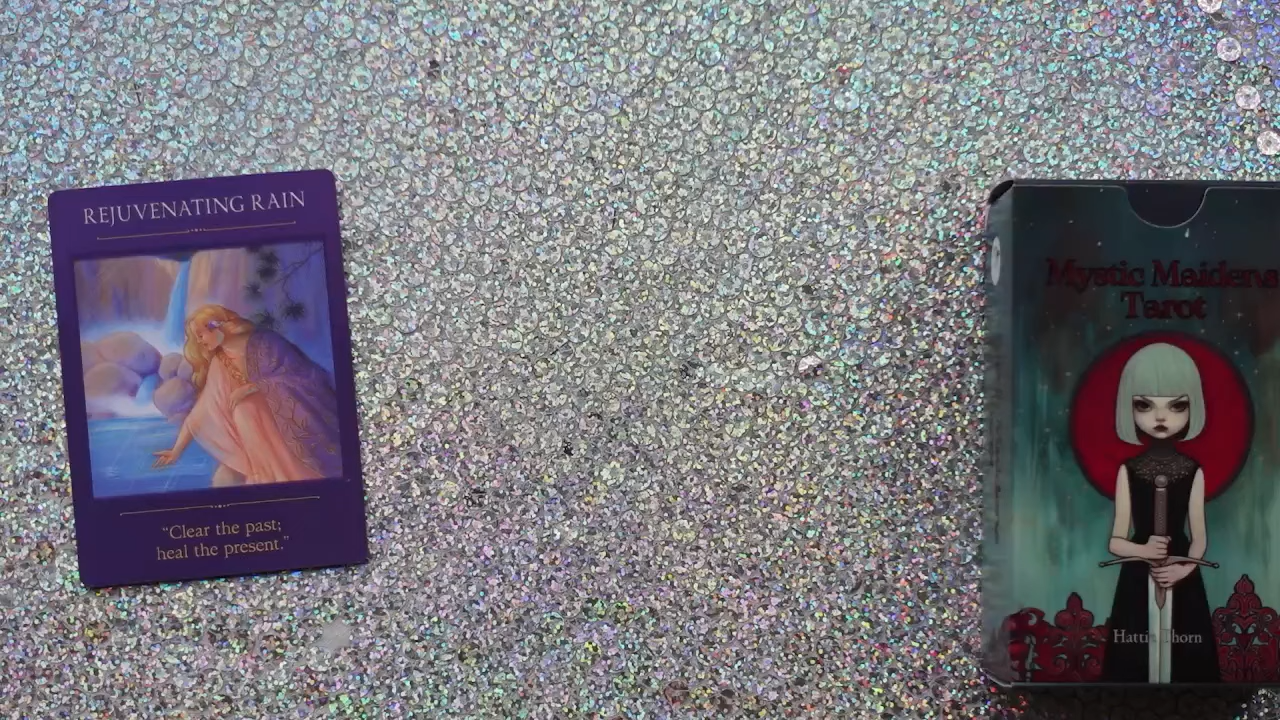 REJUVENATING RAIN
"Clear the past;
heal the present."
Mystic Maidens
Tarot
Hattie Thorn